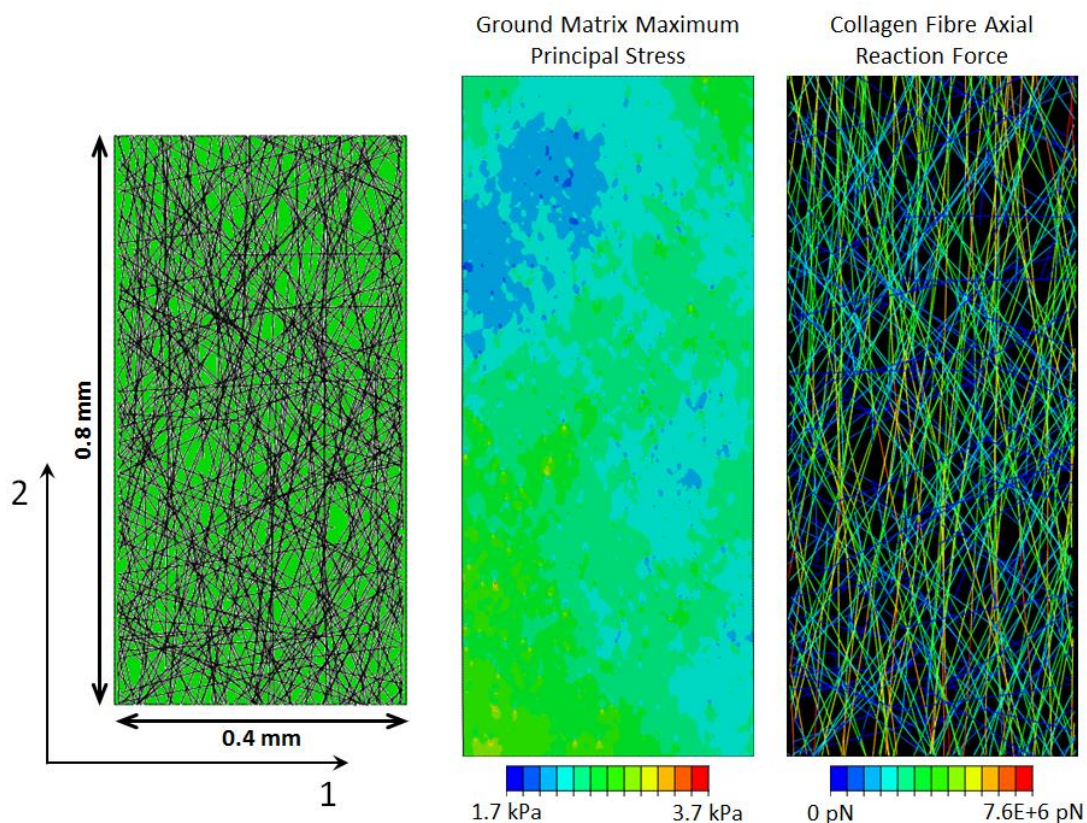 Ground Matrix Maximum
Principal Stress
Collagen Fibre Axial
Reaction Force
0.8 mm
2
0.4 mm
1
1.7 kPa
3.7 kPa
0 pN
7.6E+6 pN